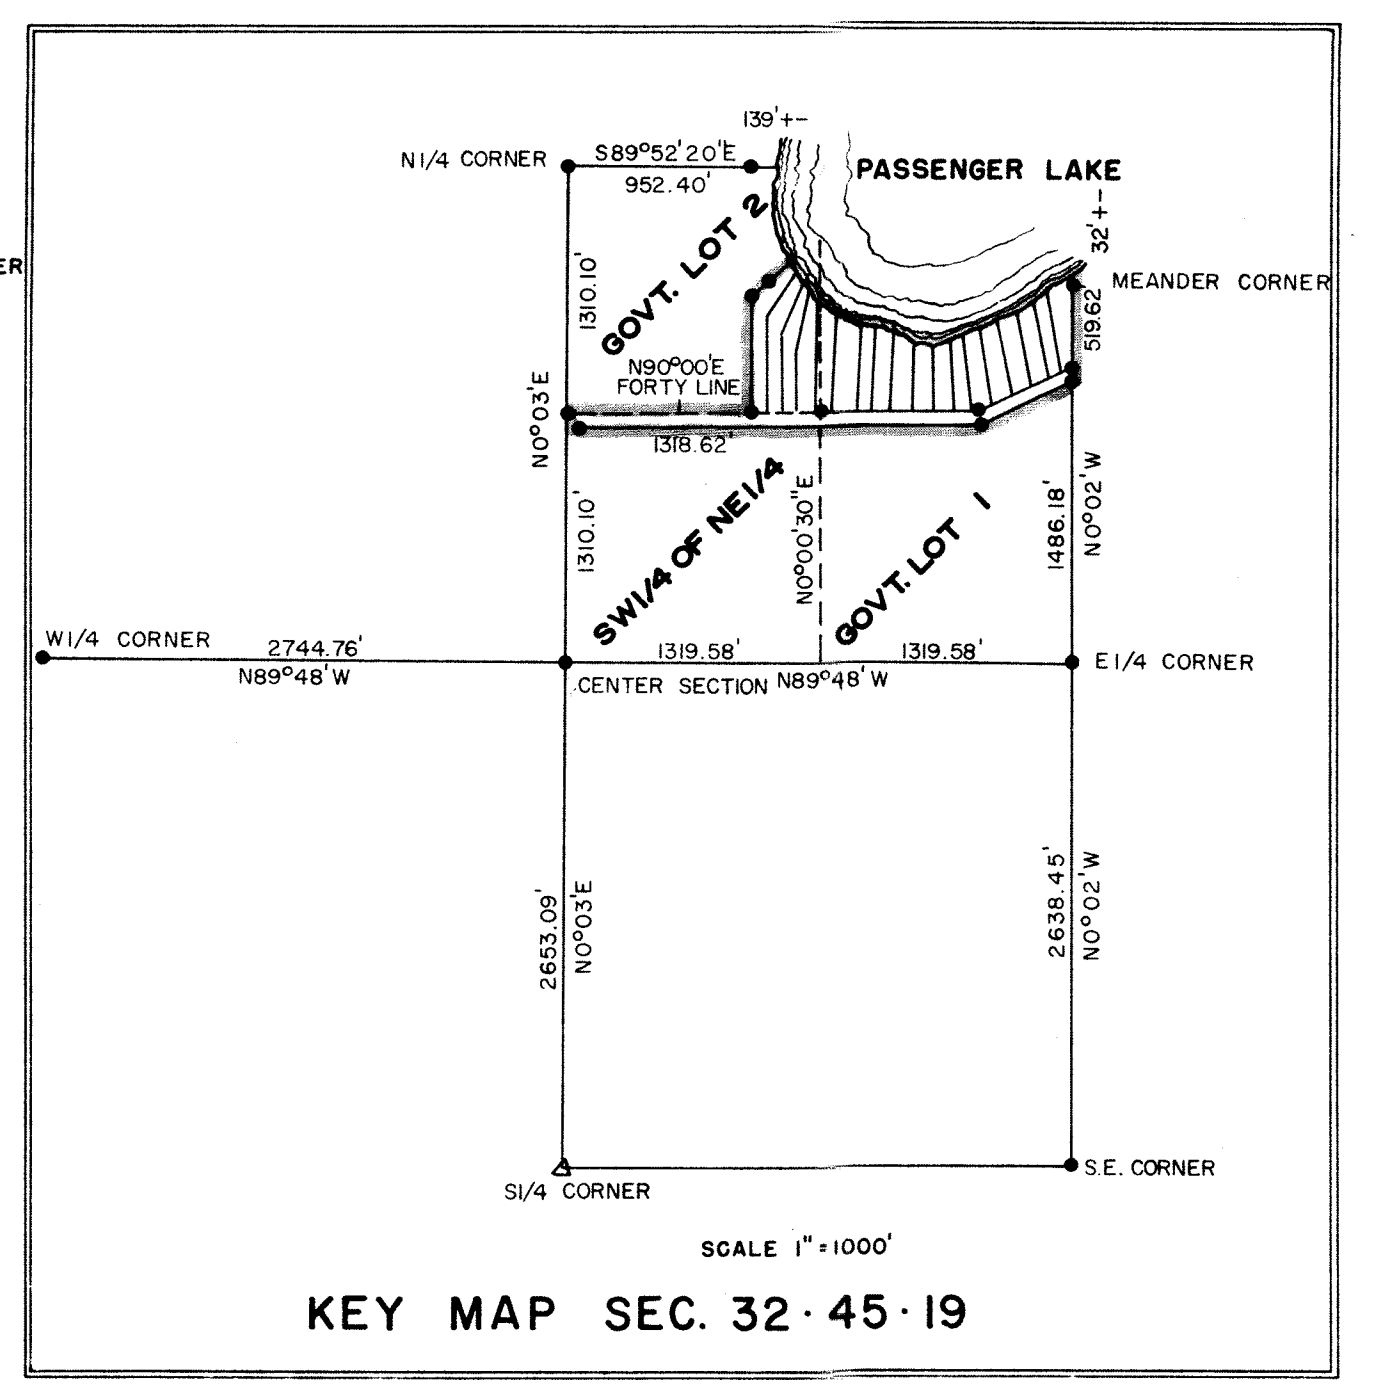 139'+-
N1/4 CORNER
S89°52'20"E
952.40'
PASSENGER LAKE
32'+-
ER
MEANDER CORNER
GOVT. LOT 2
1310.10'
519.62
N90°00'E
FORTY LINE
N0°03'E
1318.62'
SW1/4 OF NE1/4
1310.10'
N0°00'30"E
GOVT. LOT 1
1486.18'
N0°02'W
W1/4 CORNER
2744.76'
N89°48'W
1319.58'
1319.58'
E1/4 CORNER
CENTER SECTION
N89°48'W
2653.09'
N0°03'E
2638.45'
N0°02'W
S1/4 CORNER
S.E. CORNER
SCALE 1"=1000'
KEY MAP SEC. 32·45·19